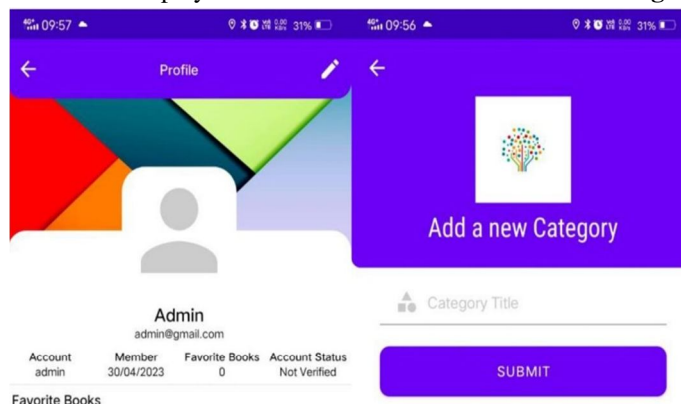 09:57
31%
Profile
Admin
admin@gmail.com
Account Member Favorite Books Account Status
admin 30/04/2023 0 Not Verified
Favorite Books
09:56
31%
Add a new Category
Category Title
SUBMIT